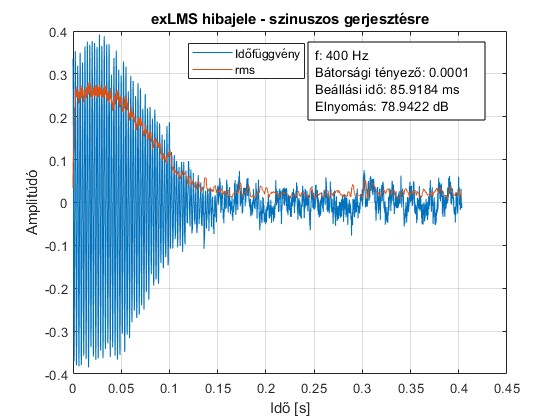 exLMS hibajele - szinuszos gerjesztésre
Időfüggvény
rms
f: 400 Hz
Bátorsági tényező: 0.0001
Beállási idő: 85.9184 ms
Elnyomás: 78.9422 dB
Amplitúdó
0.4
0.3
0.2
0.1
0
-0.1
-0.2
-0.3
-0.4
0 0.05 0.1 0.15 0.2 0.25 0.3 0.35 0.4 0.45
Idő [s]